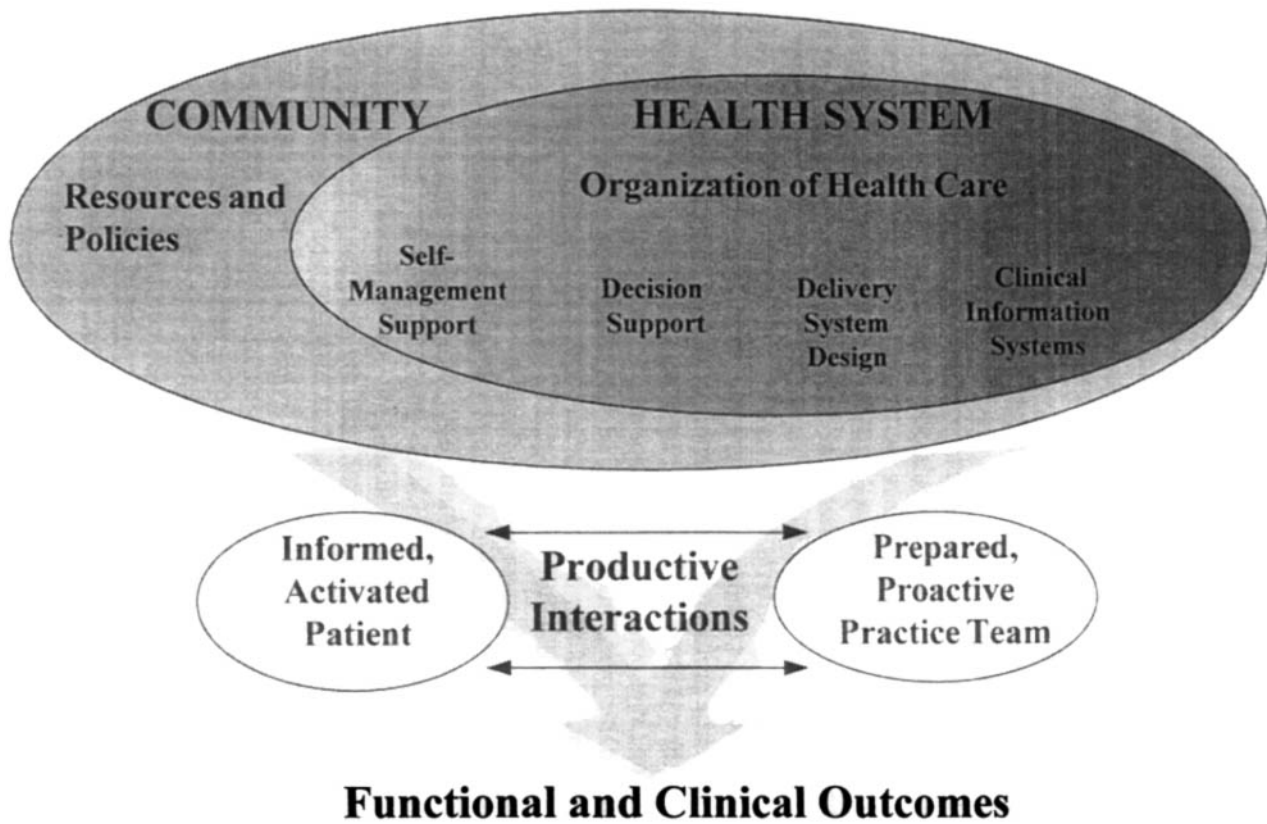 COMMUNITY
HEALTH SYSTEM
Resources and
Policies
Organization of Health Care
Self-
Management
Support
Decision
Support
Delivery
System
Design
Clinical
Information
Systems
Informed,
Activated
Patient
Productive
Interactions
Prepared,
Proactive
Practice Team
Functional and Clinical Outcomes